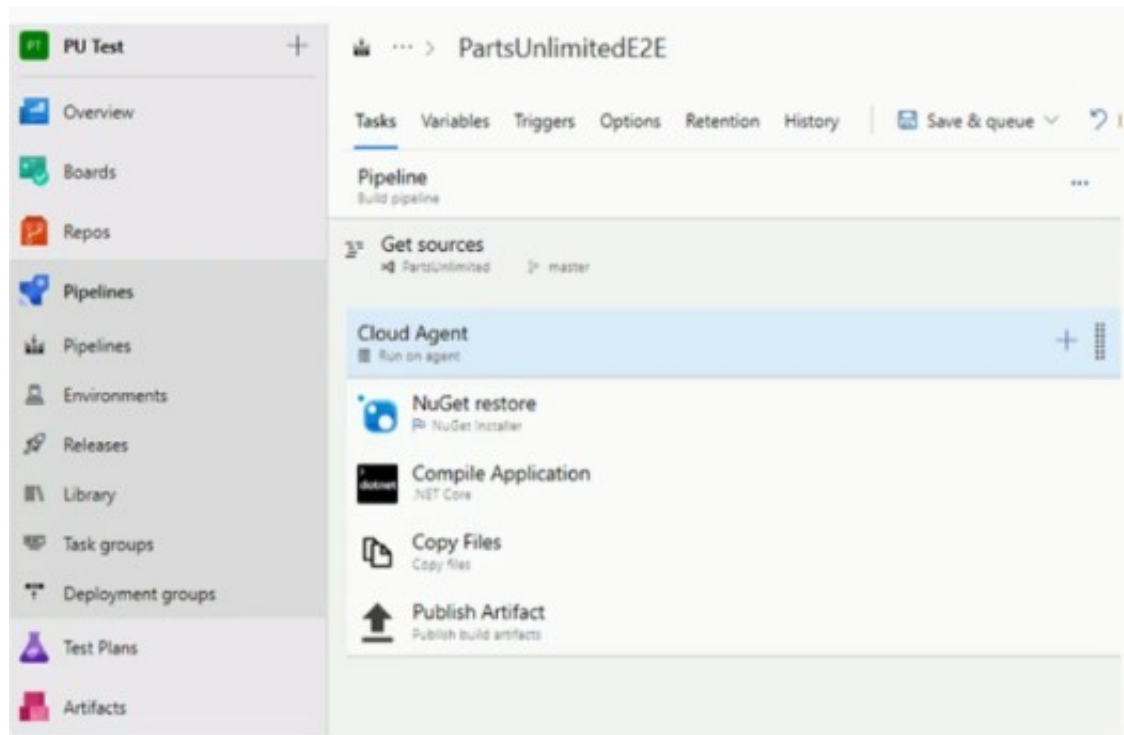 PT PU Test
Overview
Boards
Repos
Pipelines
Pipelines
Environments
Releases
Library
Task groups
Deployment groups
Test Plans
Artifacts
... > PartsUnlimitedE2E
Tasks Variables Triggers Options Retention History Save & queue
Pipeline
Build pipeline
Get sources
PartsUnlimited master
Cloud Agent
Run on agent
NuGet restore
NuGet Installer
dotnet
Compile Application
.NET Core
Copy Files
Copy files
Publish Artifact
Publish build artifacts